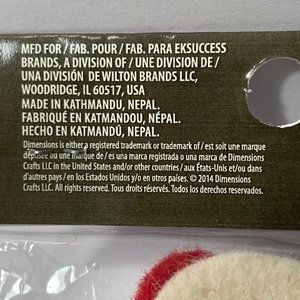 MFD FOR / FAB. POUR / FAB. PARA EKSUCCESS
BRANDS, A DIVISION OF / UNE DIVISION DE /
UNA DIVISIÓN DE WILTON BRANDS LLC,
WOODRIDGE, IL 60517, USA
MADE IN KATHMANDU, NEPAL.
FABRIQUÉ EN KATMANDOU, NÉPAL.
HECHO EN KATMANDÚ, NEPAL.
Dimensions is either a registered trademark or trademark of / est soit une marque
déposée ou une marque de / es una marca registrada o una marca de Dimensions
Crafts LLC in the United States and/or other countries / aux États-Unis et/ou dans
d'autres pays / en los Estados Unidos y/o en otros países. © 2014 Dimensions
Crafts LLC. All rights reserved. Tous droits réservés. Todos los derechos reservados.